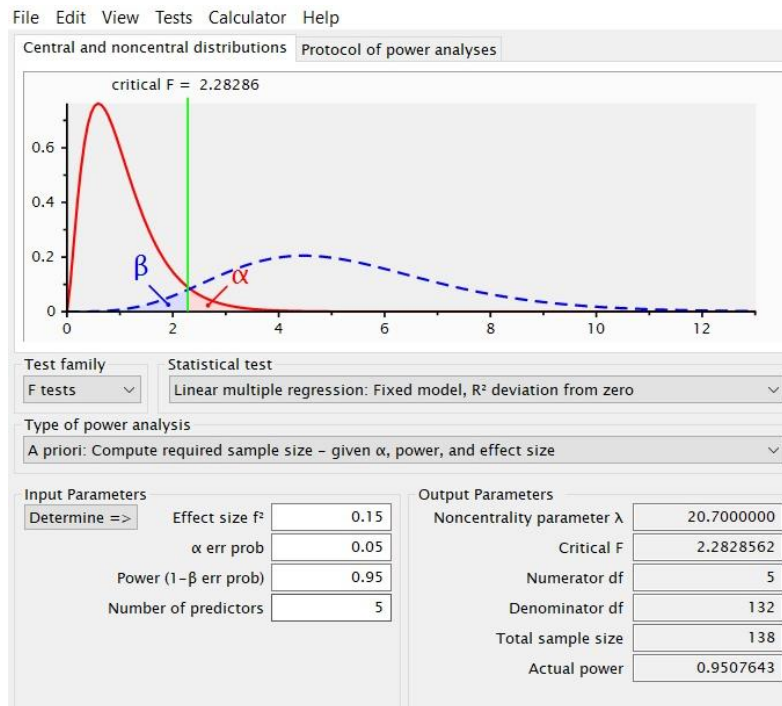 File Edit View Tests Calculator Help
Central and noncentral distributions Protocol of power analyses
critical F = 2.28286
0.6
0.4
0.2
β α
0
0 2 4 6 8 10 12
Test family Statistical test
F tests Linear multiple regression: Fixed model, R² deviation from zero
Type of power analysis
A priori: Compute required sample size – given α, power, and effect size
Input Parameters Output Parameters
Determine => Effect size f² 0.15 Noncentrality parameter λ 20.7000000
α err prob 0.05 Critical F 2.2828562
Power (1-β err prob) 0.95 Numerator df 5
Number of predictors 5 Denominator df 132
Total sample size 138
Actual power 0.9507643